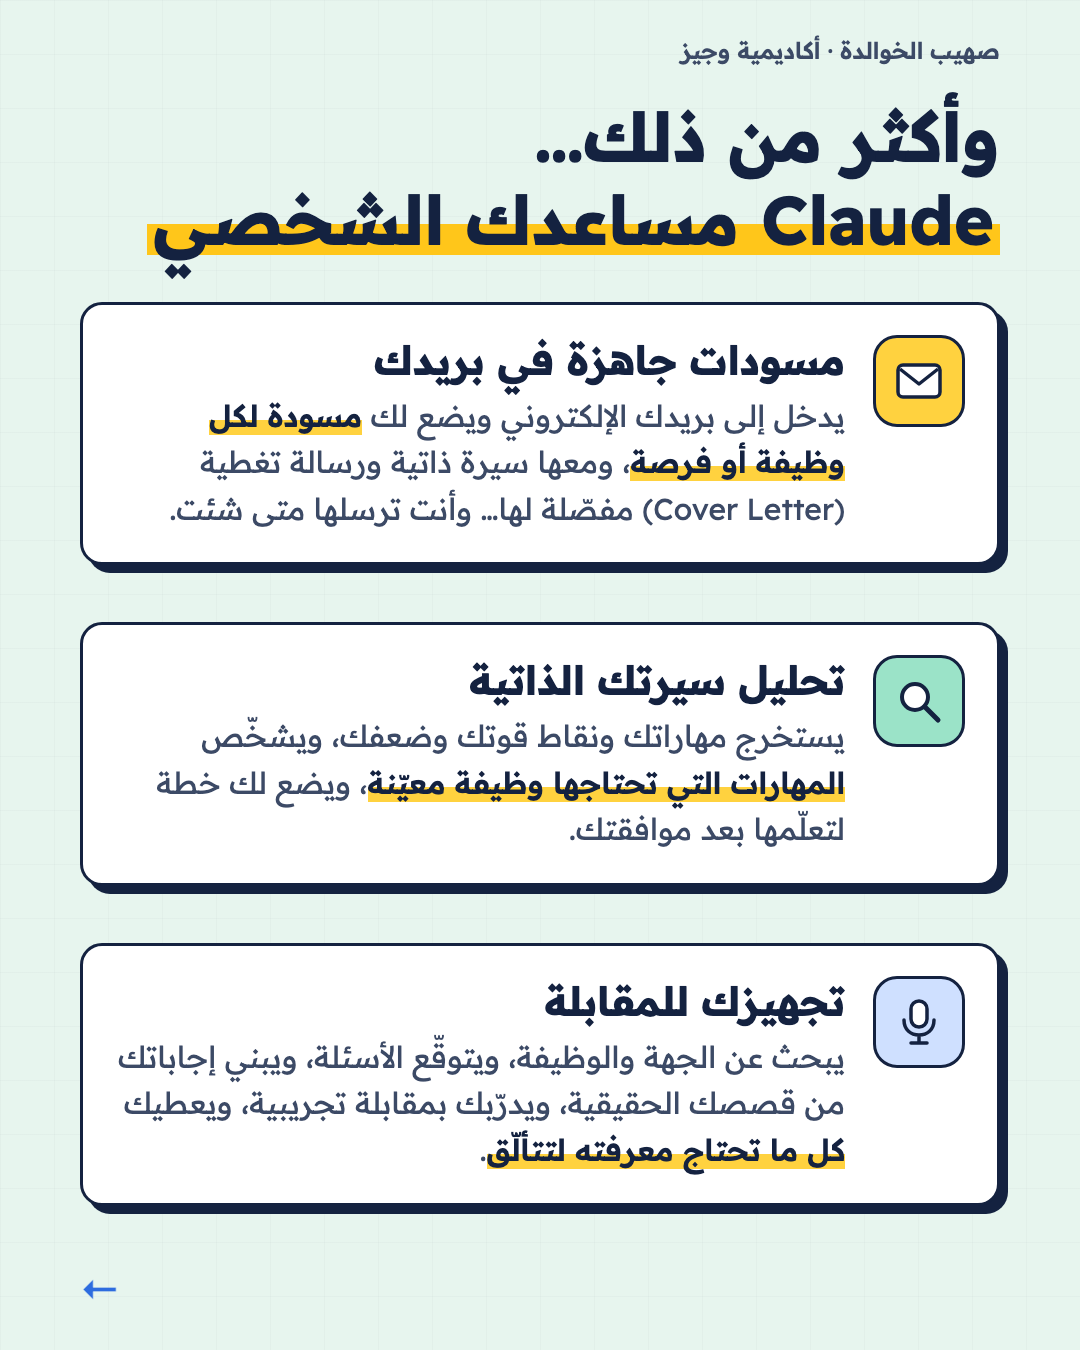 صهيب الخوالدة · أكاديمية وجيز
وأكثر من ذلك...
Claude مساعدك الشخصي
مسودات جاهزة في بريدك
يدخل إلى بريدك الإلكتروني ويضع لك مسودة لكل
وظيفة أو فرصة، ومعها سيرة ذاتية ورسالة تغطية
(Cover Letter) مفصّلة لها... وأنت ترسلها متى شئت.
تحليل سيرتك الذاتية
يستخرج مهاراتك ونقاط قوتك وضعفك، ويشخّص
المهارات التي تحتاجها وظيفة معيّنة، ويضع لك خطة
لتعلّمها بعد موافقتك.
تجهيزك للمقابلة
يبحث عن الجهة والوظيفة، ويتوقّع الأسئلة، ويبني إجاباتك
من قصصك الحقيقية، ويدرّبك بمقابلة تجريبية، ويعطيك
كل ما تحتاج معرفته لتتألّق.